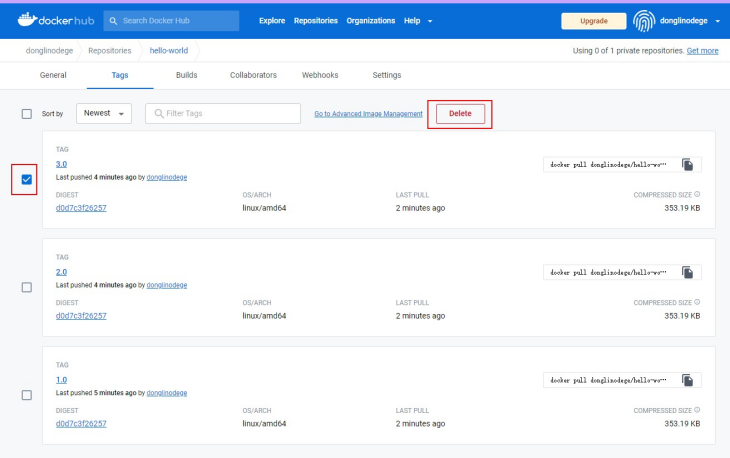 dockerhub Search Docker Hub Explore Repositories Organizations Help Upgrade donglinodege
donglinodege Repositories hello-world Using 0 of 1 private repositories. Get more
General Tags Builds Collaborators Webhooks Settings
Sort by Newest Filter Tags Go to Advanced Image Management Delete
TAG
3.0 docker pull donglinodege/hello-wo···
Last pushed 4 minutes ago by donglinodege
DIGEST OS/ARCH LAST PULL COMPRESSED SIZE
d0d7c3f26257 linux/amd64 2 minutes ago 353.19 KB
TAG
2.0 docker pull donglinodege/hello-wo···
Last pushed 4 minutes ago by donglinodege
DIGEST OS/ARCH LAST PULL COMPRESSED SIZE
d0d7c3f26257 linux/amd64 2 minutes ago 353.19 KB
TAG
1.0 docker pull donglinodege/hello-wo···
Last pushed 5 minutes ago by donglinodege
DIGEST OS/ARCH LAST PULL COMPRESSED SIZE
d0d7c3f26257 linux/amd64 2 minutes ago 353.19 KB